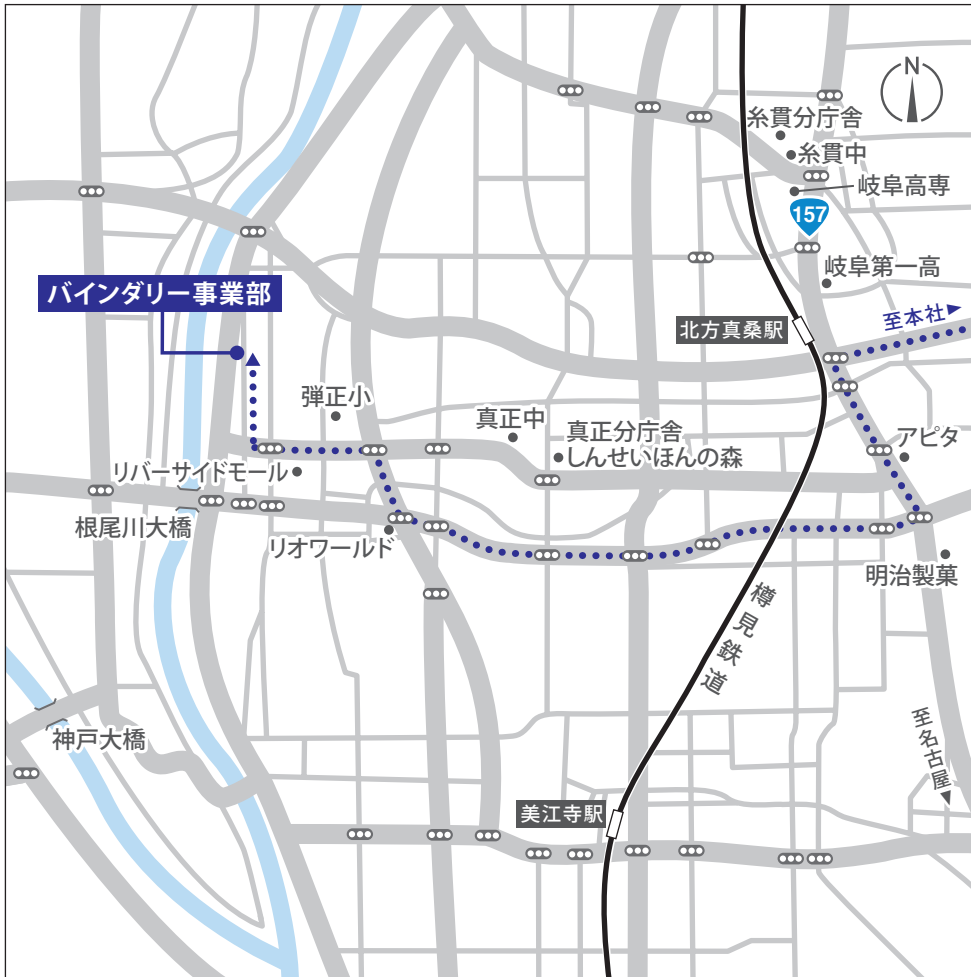 N
糸貫分庁舎
糸貫中
岐阜高専
157
岐阜第一高
バインダリー事業部
至本社
北方真桑駅
弾正小
真正中
真正分庁舎
しんせいほんの森
アピタ
リバーサイドモール
根尾川大橋
リオワールド
明治製菓
樽見鉄道
至名古屋
神戸大橋
美江寺駅